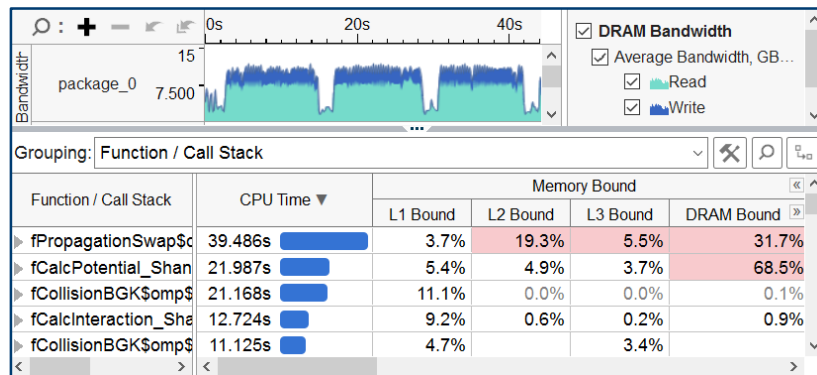 0s 20s 40s
Bandwidth
package_0
15
7.500
DRAM Bandwidth
Average Bandwidth, GB...
Read
Write
Grouping: Function / Call Stack
Function / Call Stack CPU Time Memory Bound
L1 Bound L2 Bound L3 Bound DRAM Bound
fPropagationSwap$c 39.486s 3.7% 19.3% 5.5% 31.7%
fCalcPotential_Shan 21.987s 5.4% 4.9% 3.7% 68.5%
fCollisionBGK$omp$ 21.168s 11.1% 0.0% 0.0% 0.1%
fCalcInteraction_Sha 12.724s 9.2% 0.6% 0.2% 0.9%
fCollisionBGK$omp$ 11.125s 4.7% 3.4%